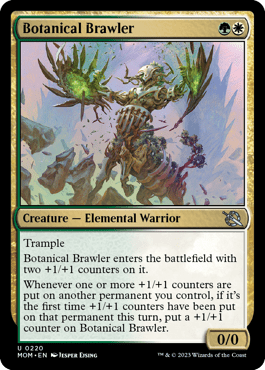 Botanical Brawler
Creature — Elemental Warrior
Trample
Botanical Brawler enters the battlefield with
two +1/+1 counters on it.
Whenever one or more +1/+1 counters are
put on another permanent you control, if it's
the first time +1/+1 counters have been put
on that permanent this turn, put a +1/+1
counter on Botanical Brawler.
0/0
U 0220
MOM • EN Jesper Ejsing
™ & © 2023 Wizards of the Coast